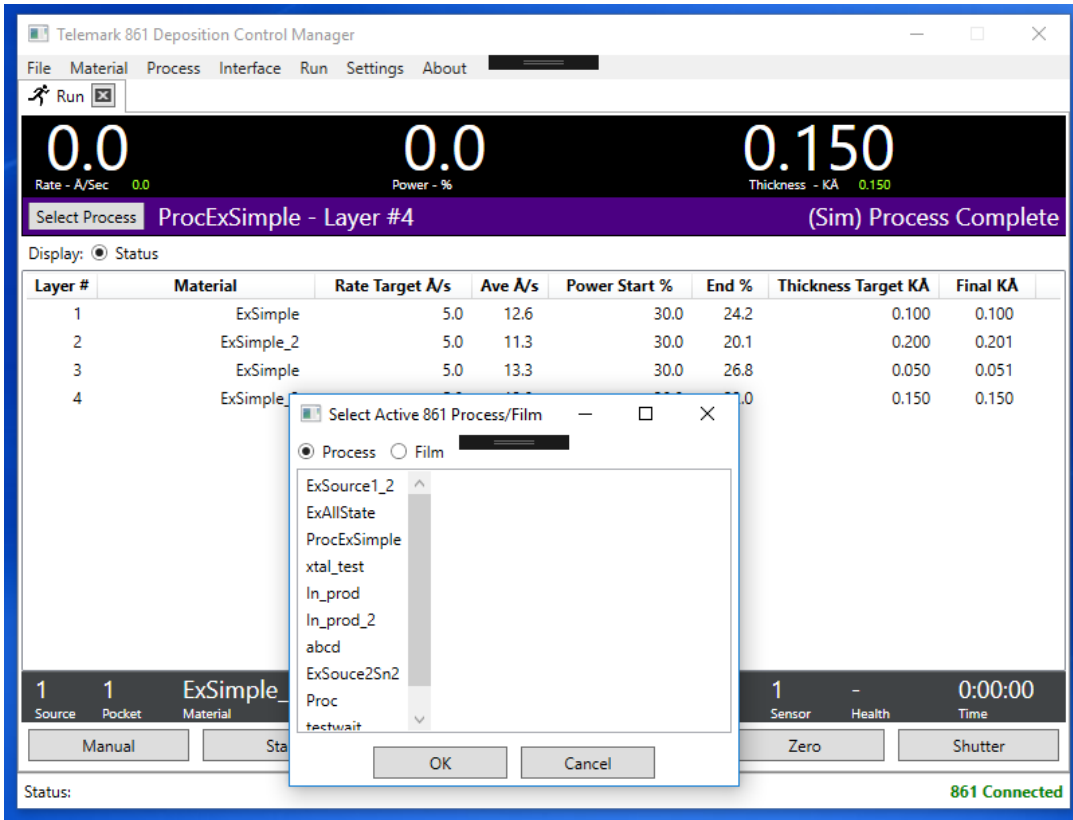 Telemark 861 Deposition Control Manager
File Material Process Interface Run Settings About
Run
0.0 0.0 0.150
Rate - Å/Sec 0.0 Power - % Thickness - KÅ 0.150
Select Process ProcExSimple - Layer #4 (Sim) Process Complete
Display: Status
Layer # Material Rate Target Å/s Ave Å/s Power Start % End % Thickness Target KÅ Final KÅ
1 ExSimple 5.0 12.6 30.0 24.2 0.100 0.100
2 ExSimple_2 5.0 11.3 30.0 20.1 0.200 0.201
3 ExSimple 5.0 13.3 30.0 26.8 0.050 0.051
4 ExSimple_ .0 0.150 0.150
Select Active 861 Process/Film
Process Film
ExSource1_2
ExAllState
ProcExSimple
xtal_test
In_prod
In_prod_2
abcd
ExSouce2Sn2
Proc
testwait
OK Cancel
1 1 ExSimple_ 1 - 0:00:00
Source Pocket Material Sensor Health Time
Manual Sta Zero Shutter
Status: 861 Connected